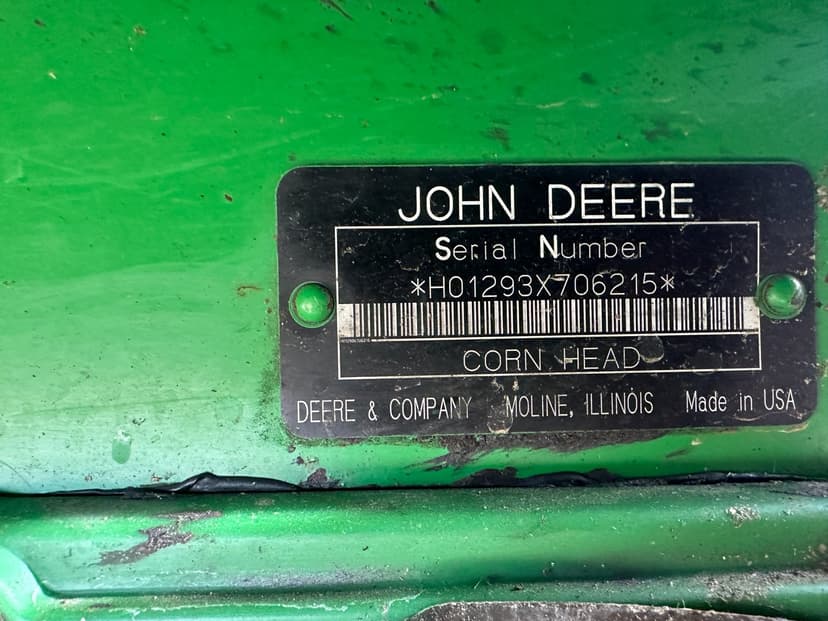 JOHN DEERE
Serial Number
*H01293X706215*
CORN HEAD
DEERE & COMPANY MOLINE, ILLINOIS Made in USA